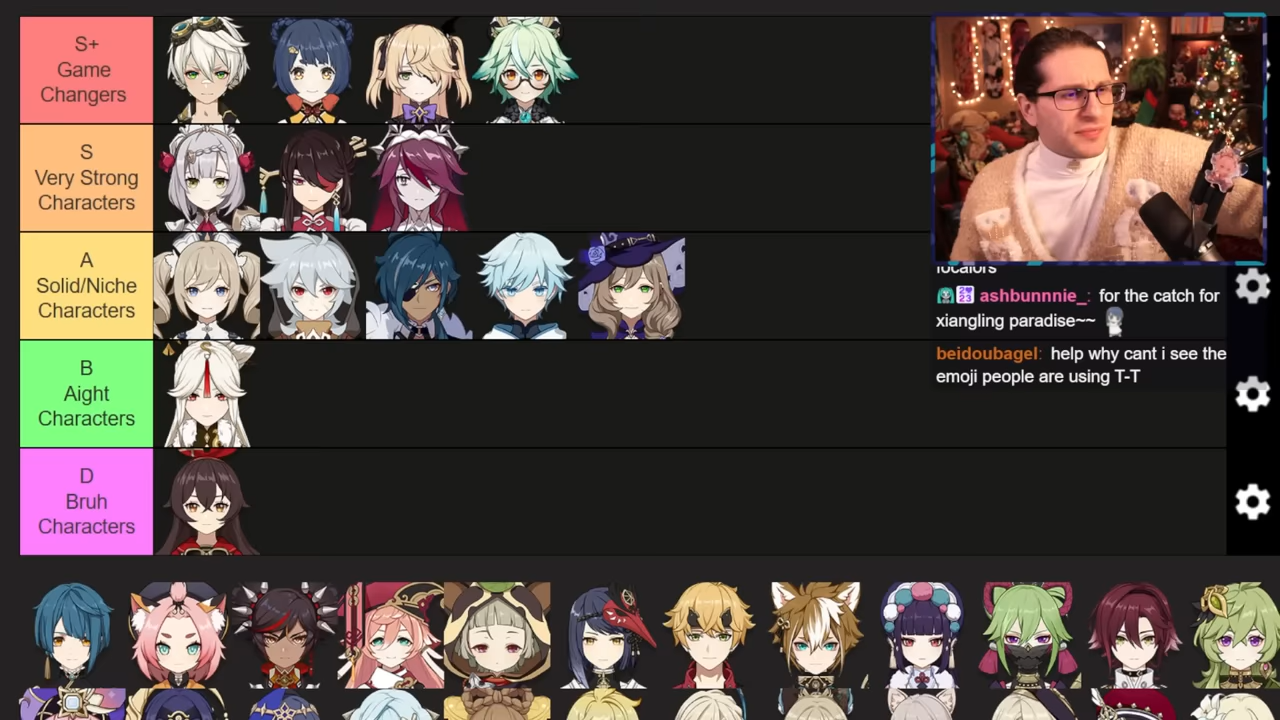 S+
Game
Changers
S
Very Strong
Characters
A
Solid/Niche
Characters
B
Aight
Characters
D
Bruh
Characters
focalors
ashbunnnie_: for the catch for
xiangling paradise~~
beidoubagel: help why cant i see the
emoji people are using T-T